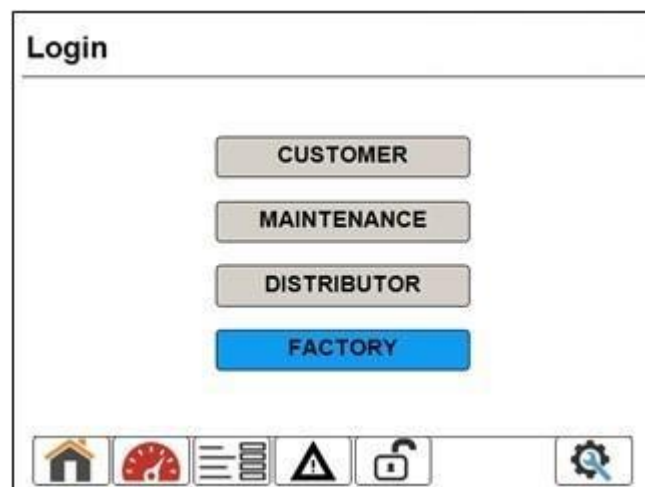 Login
CUSTOMER
MAINTENANCE
DISTRIBUTOR
FACTORY